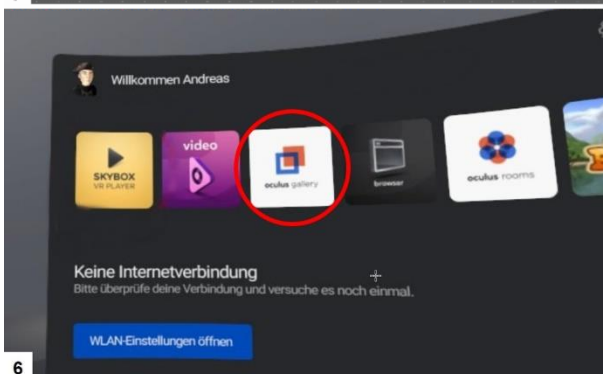 Willkommen Andreas
SKYBOX
VR PLAYER
video
oculus gallery
browser
oculus rooms
Keine Internetverbindung
Bitte überprüfe deine Verbindung und versuche es noch einmal.
WLAN-Einstellungen öffnen
6